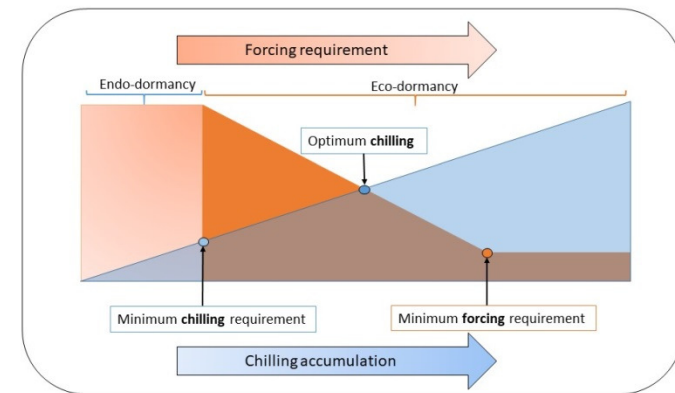 Forcing requirement
Endo-dormancy
Eco-dormancy
Optimum chilling
Minimum chilling requirement
Minimum forcing requirement
Chilling accumulation